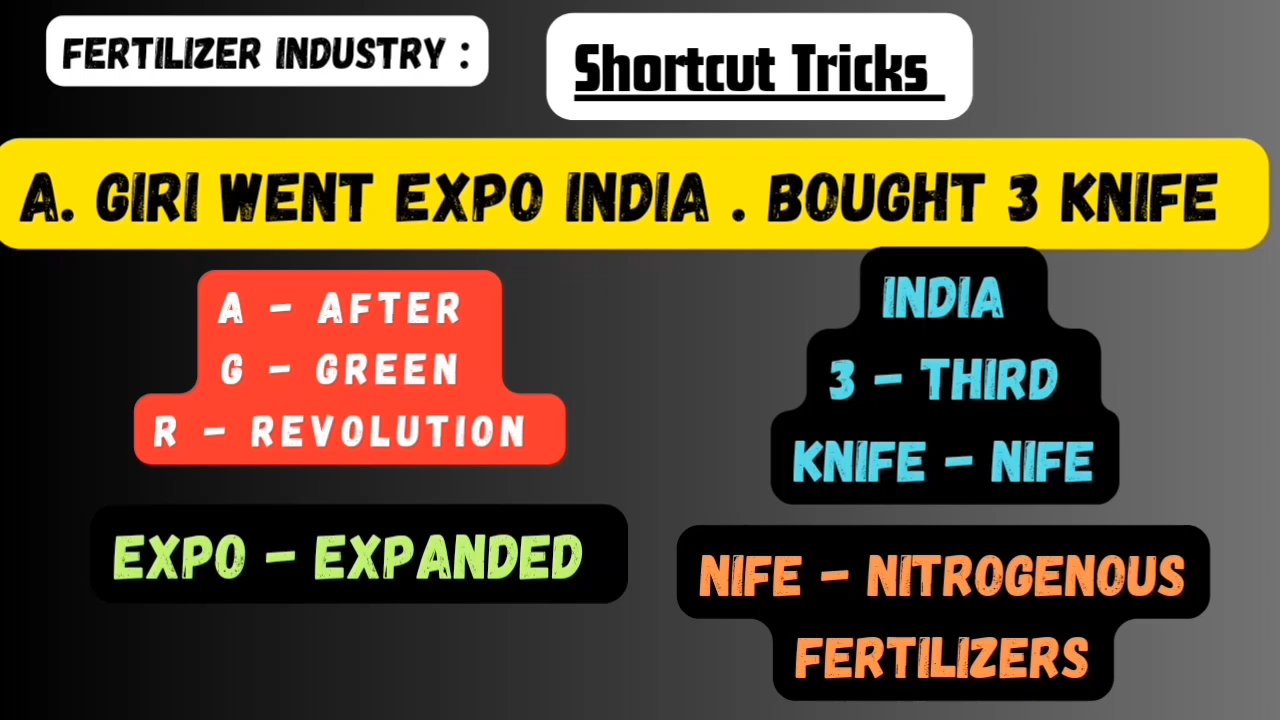 FERTILIZER INDUSTRY :
Shortcut Tricks
A. GIRI WENT EXPO INDIA . BOUGHT 3 KNIFE
A - AFTER
G - GREEN
R - REVOLUTION
EXPO - EXPANDED
INDIA
3 - THIRD
KNIFE - NIFE
NIFE - NITROGENOUS
FERTILIZERS